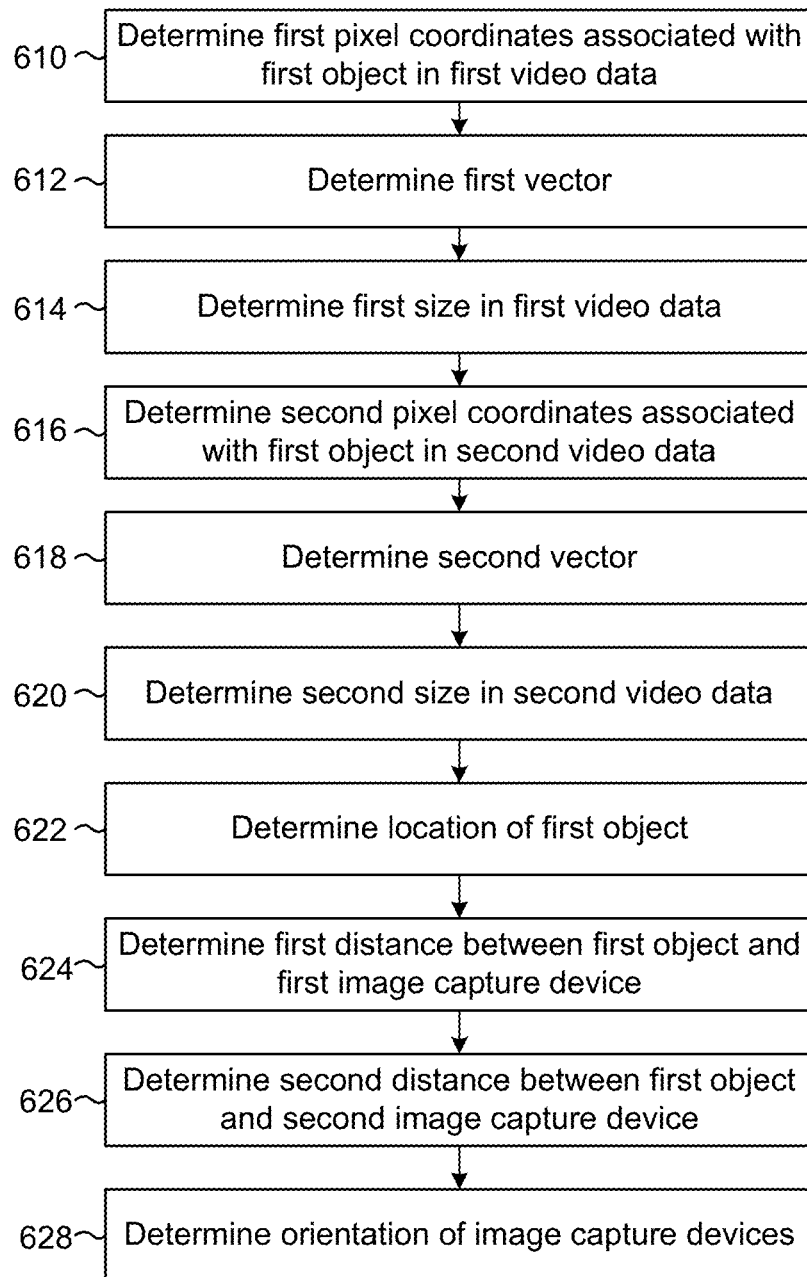 610
Determine first pixel coordinates associated with
first object in first video data
612
Determine first vector
614
Determine first size in first video data
616
Determine second pixel coordinates associated
with first object in second video data
618
Determine second vector
620
Determine second size in second video data
622
Determine location of first object
624
Determine first distance between first object and
first image capture device
626
Determine second distance between first object
and second image capture device
628
Determine orientation of image capture devices